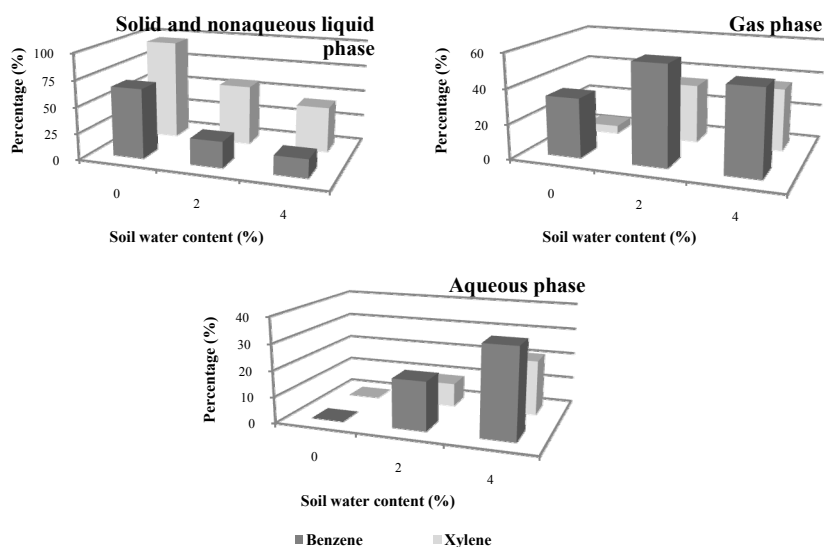 Solid and nonaqueous liquid
phase
Percentage (%)
100
75
50
25
0
0
2
4
Soil water content (%)
Gas phase
Percentage (%)
60
40
20
0
0
2
4
Soil water content (%)
Aqueous phase
Percentage (%)
40
30
20
10
0
0
2
4
Soil water content (%)
Benzene Xylene